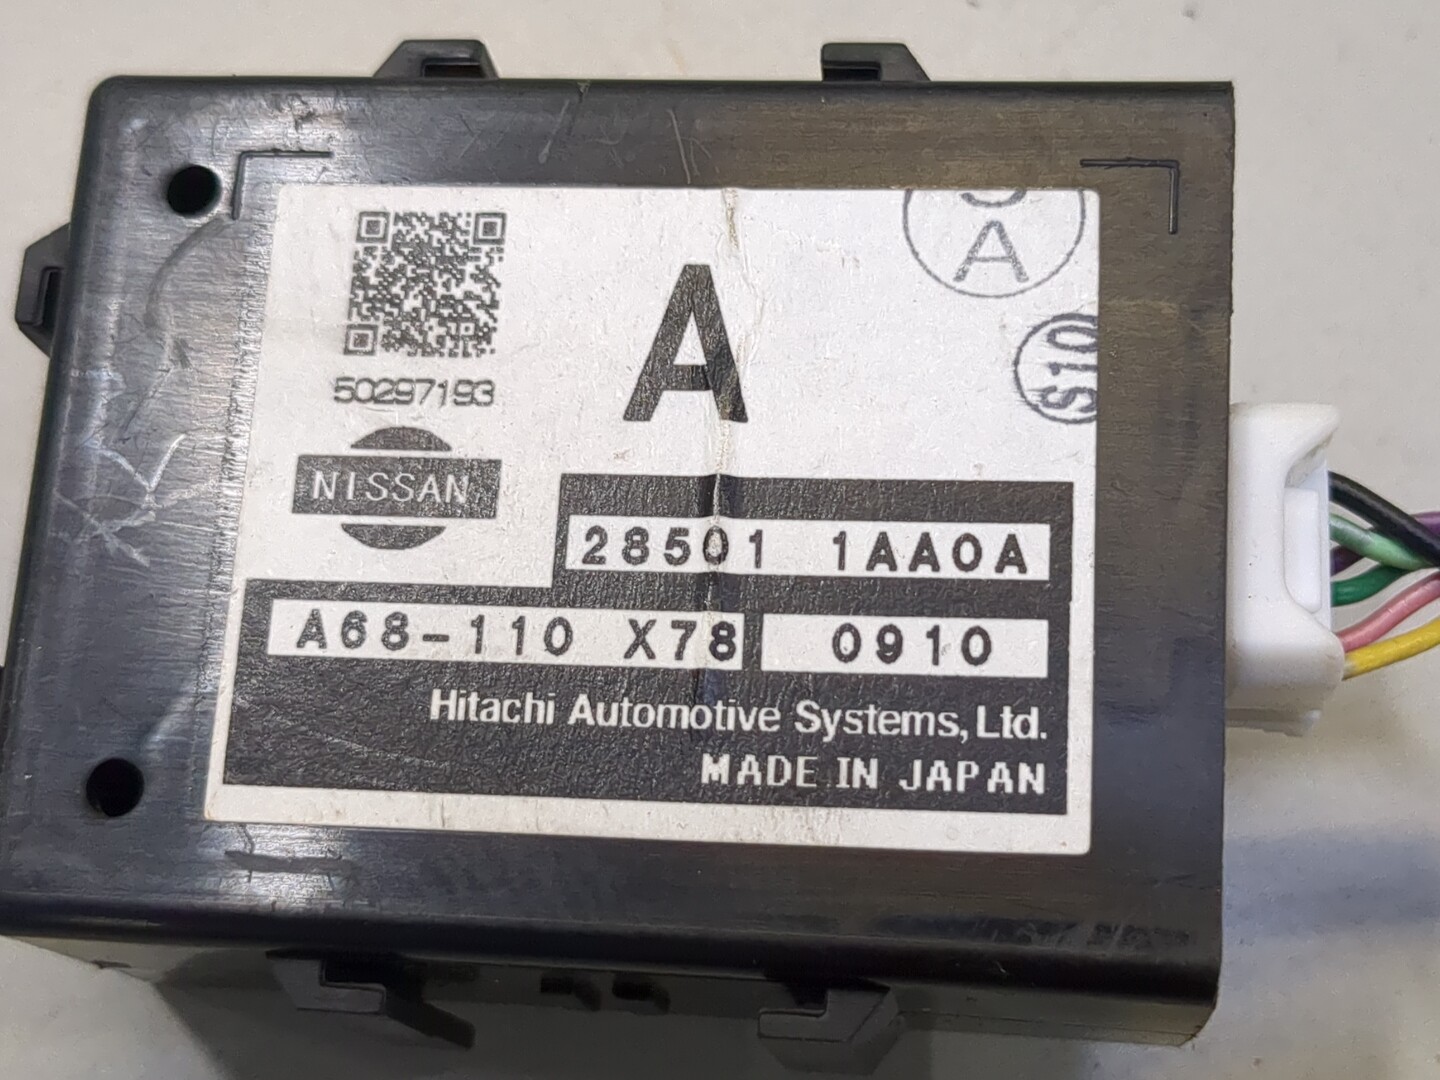 A
A
S10
50297193
NISSAN
28501 1AA0A
A68-110 X78 0910
Hitachi Automotive Systems, Ltd.
MADE IN JAPAN